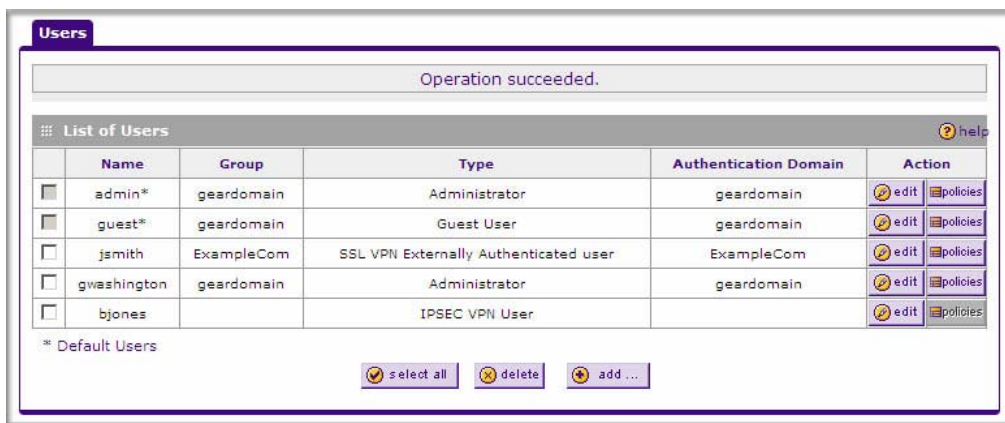 Users
Operation succeeded.
List of Users
help
Name Group Type Authentication Domain Action
admin* geardomain Administrator geardomain edit policies
guest* geardomain Guest User geardomain edit policies
jsmith ExampleCom SSL VPN Externally Authenticated user ExampleCom edit policies
gwashington geardomain Administrator geardomain edit policies
bjones IPSEC VPN User edit policies
* Default Users
select all delete add ...